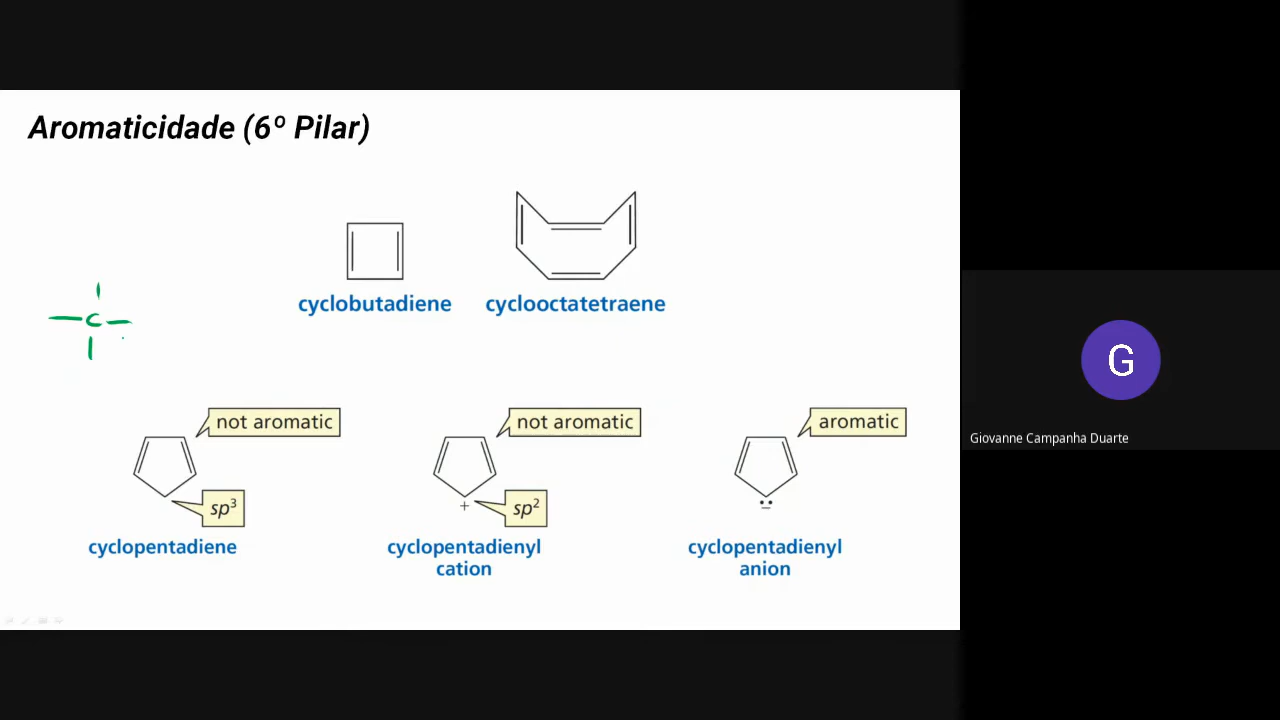 Aromaticidade (6º Pilar)
cyclobutadiene
cyclooctatetraene
C
not aromatic
not aromatic
aromatic
sp³
+
sp²
cyclopentadiene
cyclopentadienyl
cation
cyclopentadienyl
anion
G
Giovanne Campanha Duarte